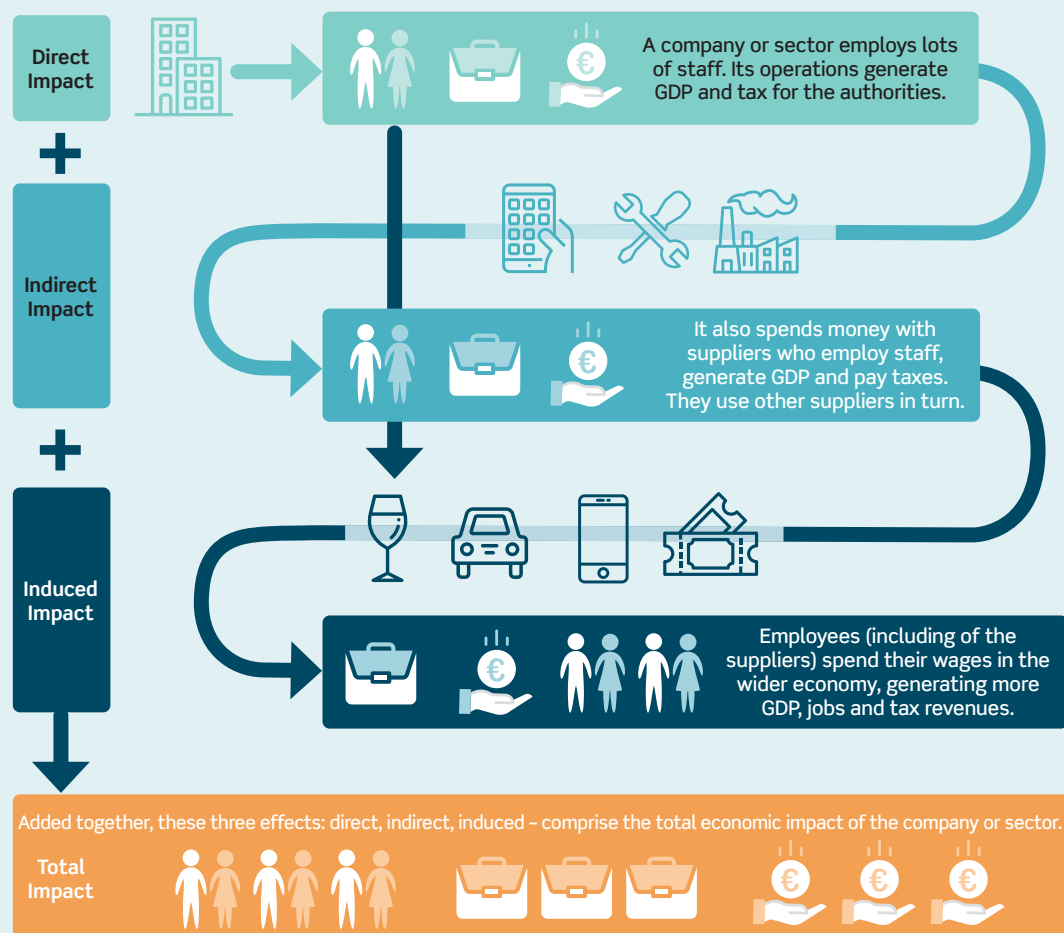 Direct
Impact
A company or sector employs lots
of staff. Its operations generate
GDP and tax for the authorities.
€
+
Indirect
Impact
It also spends money with
suppliers who employ staff,
generate GDP and pay taxes.
They use other suppliers in turn.
€
+
Induced
Impact
Employees (including of the
suppliers) spend their wages in the
wider economy, generating more
GDP, jobs and tax revenues.
€
Added together, these three effects: direct, indirect, induced – comprise the total economic impact of the company or sector.
Total
Impact
€ € €